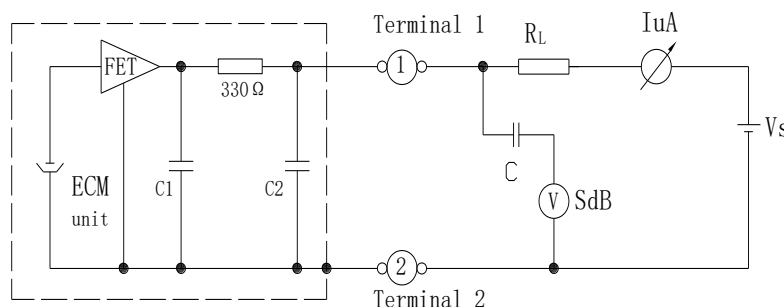 Terminal 1
RL
IuA
FET
1
330Ω
Vs
ECM
unit
C1
C2
C
V
SdB
2
Terminal 2